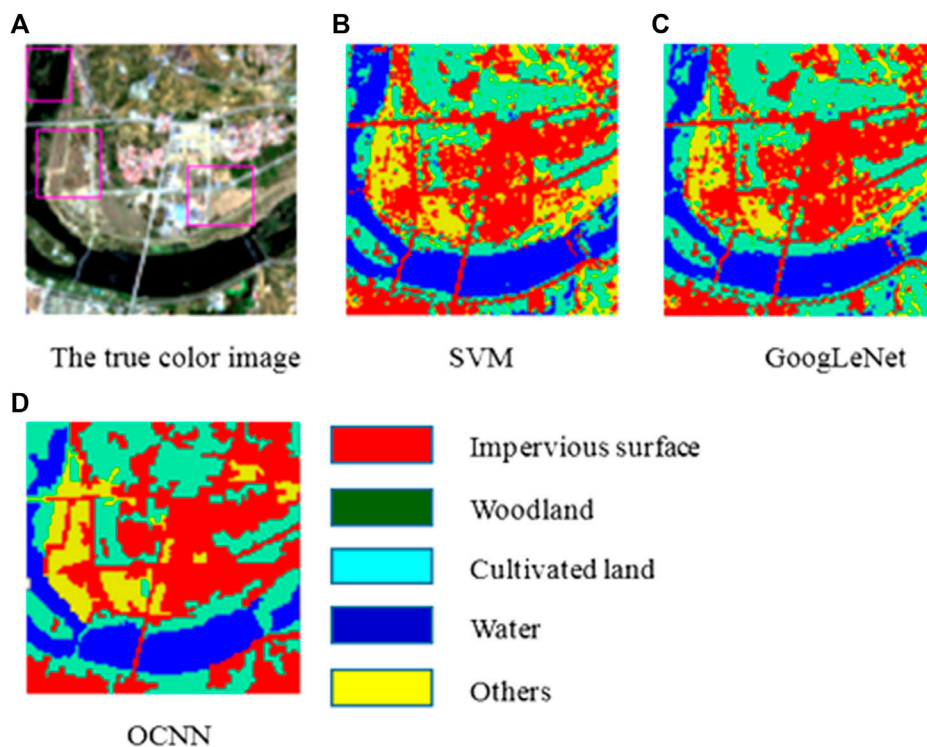 A
B
C
The true color image
SVM
GoogLeNet
D
Impervious surface
Woodland
Cultivated land
Water
Others
OCNN